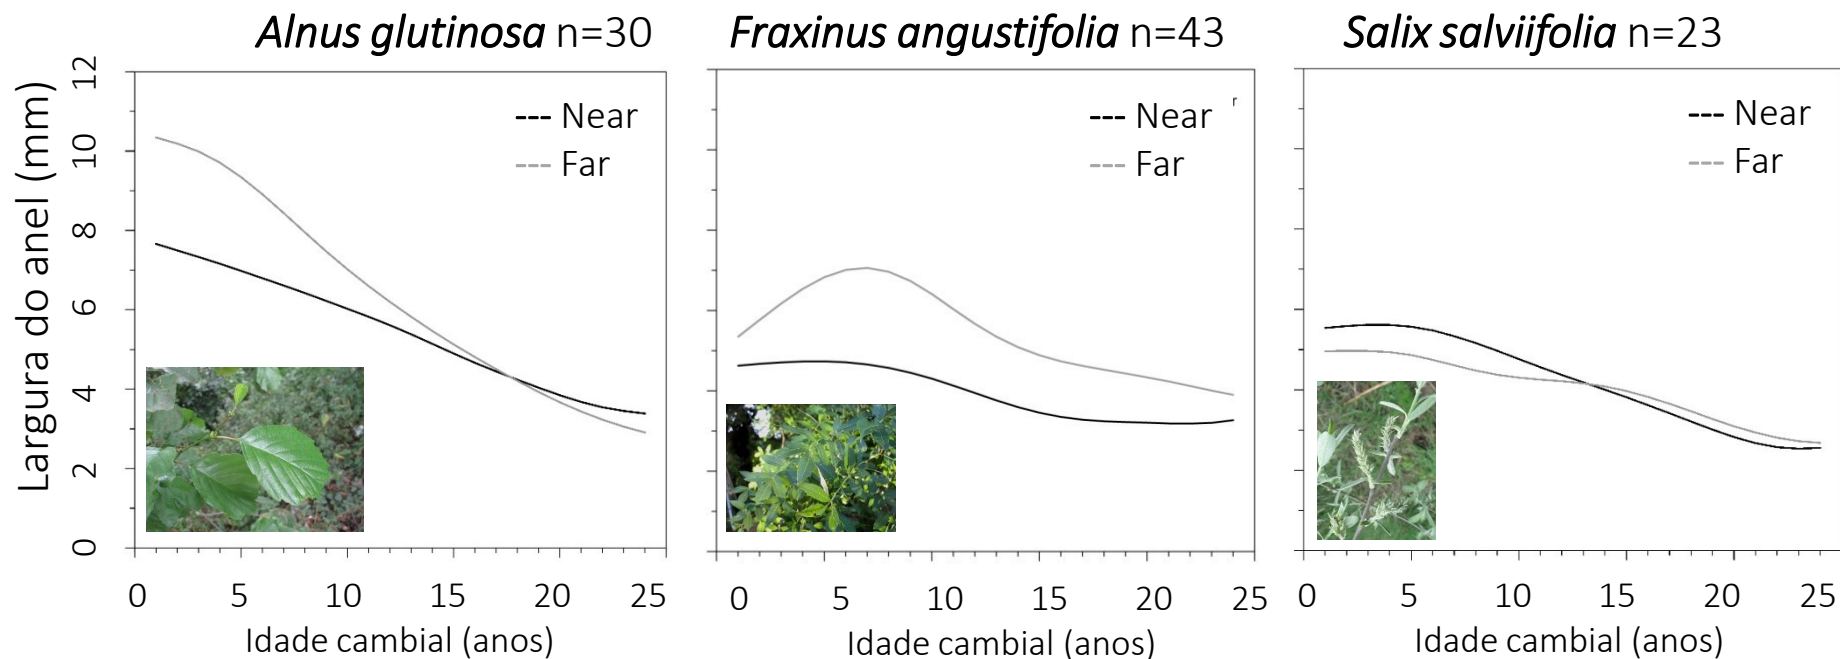 Alnus glutinosa n=30
Largura do anel (mm)
12
10
8
6
4
2
0
Near
Far
0 5 10 15 20 25
Idade cambial (anos)
Fraxinus angustifolia n=43
r
Near
Far
0 5 10 15 20 25
Idade cambial (anos)
Salix salviifolia n=23
Near
Far
0 5 10 15 20 25
Idade cambial (anos)